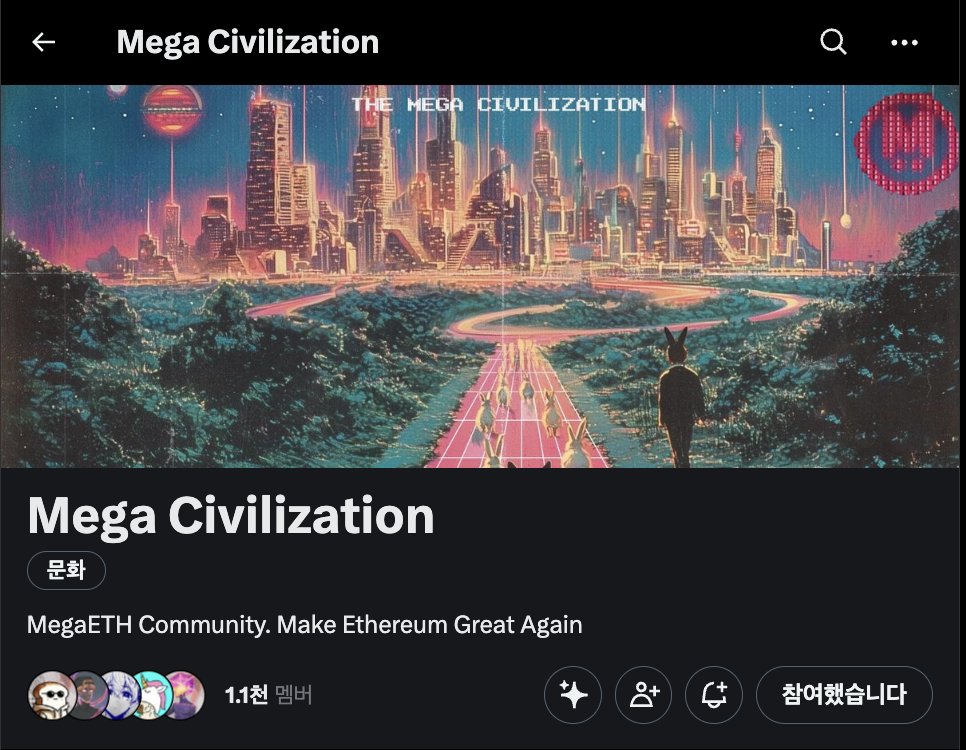 Mega Civilization
THE MEGA CIVILIZATION
M
Mega Civilization
문화
MegaETH Community. Make Ethereum Great Again
1.1천 멤버
참여했습니다